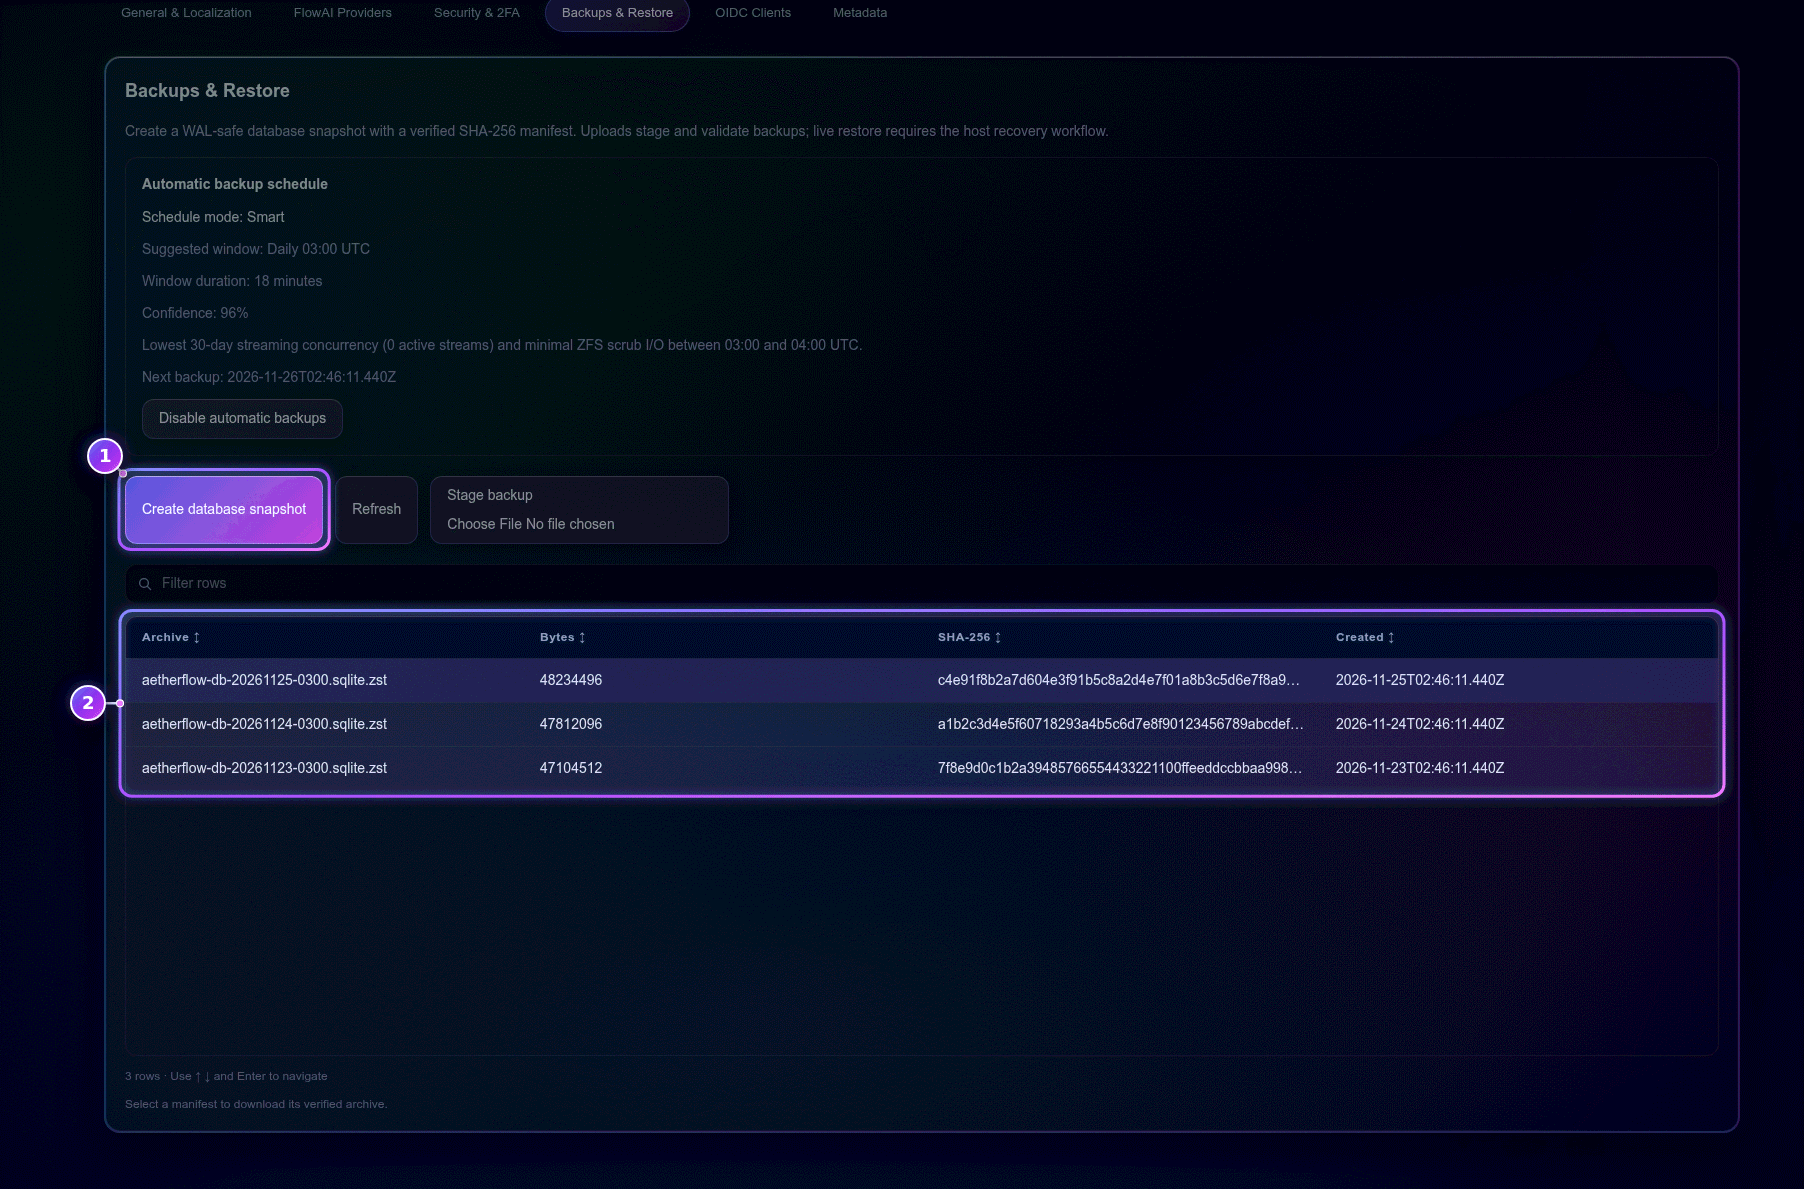 General & Localization FlowAI Providers Security & 2FA Backups & Restore OIDC Clients Metadata
Backups & Restore
Create a WAL-safe database snapshot with a verified SHA-256 manifest. Uploads stage and validate backups; live restore requires the host recovery workflow.
Automatic backup schedule
Schedule mode: Smart
Suggested window: Daily 03:00 UTC
Window duration: 18 minutes
Confidence: 96%
Lowest 30-day streaming concurrency (0 active streams) and minimal ZFS scrub I/O between 03:00 and 04:00 UTC.
Next backup: 2026-11-26T02:46:11.440Z
Disable automatic backups
1
Create database snapshot Refresh Stage backup
Choose File No file chosen
Filter rows
Archive ↕ Bytes ↕ SHA-256 ↕ Created ↕
aetherflow-db-20261125-0300.sqlite.zst 48234496 c4e91f8b2a7d604e3f91b5c8a2d4e7f01a8b3c5d6e7f8a9… 2026-11-25T02:46:11.440Z
2
aetherflow-db-20261124-0300.sqlite.zst 47812096 a1b2c3d4e5f60718293a4b5c6d7e8f90123456789abcdef… 2026-11-24T02:46:11.440Z
aetherflow-db-20261123-0300.sqlite.zst 47104512 7f8e9d0c1b2a39485766554433221100ffeeddccbbaa998… 2026-11-23T02:46:11.440Z
3 rows · Use ↑ ↓ and Enter to navigate
Select a manifest to download its verified archive.